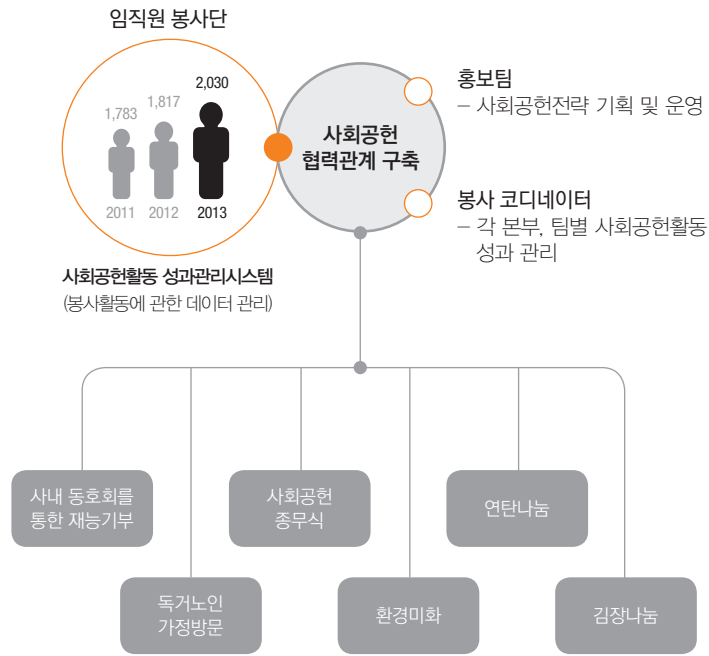 임직원 봉사단
1,783
1,817
2,030
2011
2012
2013
사회공헌활동 성과관리시스템
(봉사활동에 관한 데이터 관리)
사회공헌
협력관계 구축
홍보팀
– 사회공헌전략 기획 및 운영
봉사 코디네이터
– 각 본부, 팀별 사회공헌활동
성과 관리
사내 동호회를
통한 재능기부
독거노인
가정방문
사회공헌
종무식
환경미화
연탄나눔
김장나눔